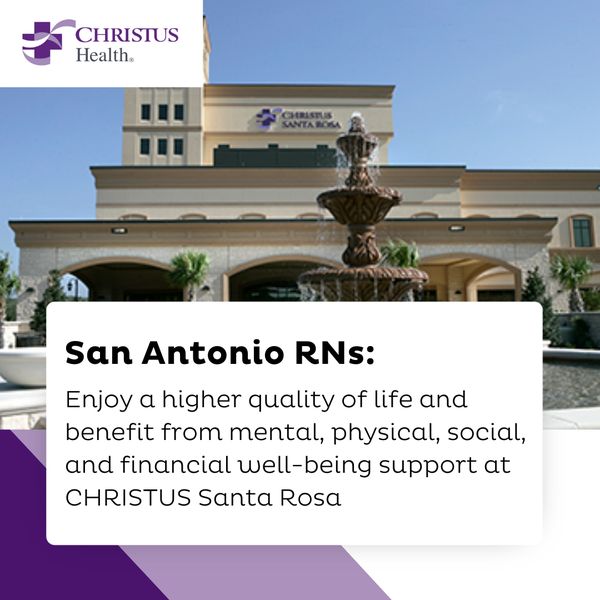 CHRISTUS
Health®
CHRISTUS
SANTA ROSA
San Antonio RNs:
Enjoy a higher quality of life and
benefit from mental, physical, social,
and financial well-being support at
CHRISTUS Santa Rosa